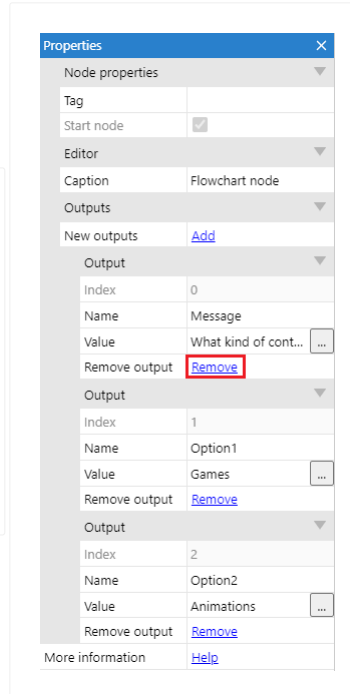 Properties
Node properties
Tag
Start node
Editor
Caption Flowchart node
Outputs
New outputs Add
Output
Index 0
Name Message
Value What kind of cont... ...
Remove output Remove
Output
Index 1
Name Option1
Value Games ...
Remove output Remove
Output
Index 2
Name Option2
Value Animations ...
Remove output Remove
More information Help